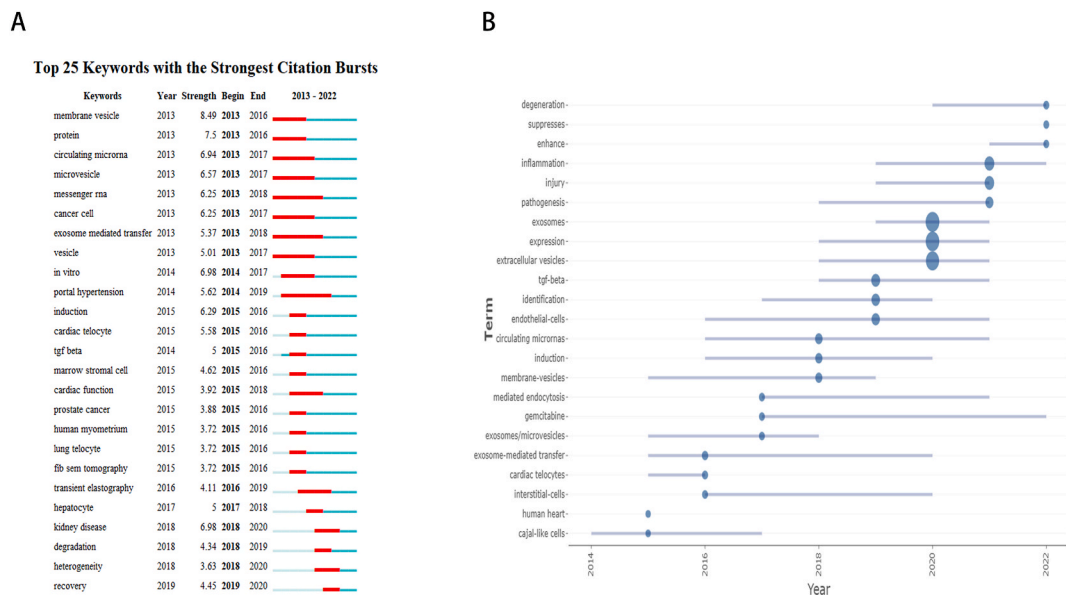 A
Top 25 Keywords with the Strongest Citation Bursts
Keywords Year Strength Begin End 2013 - 2022
membrane vesicle 2013 8.49 2013 2016
protein 2013 7.5 2013 2016
circulating microrna 2013 6.94 2013 2017
microvesicle 2013 6.57 2013 2017
messenger rna 2013 6.25 2013 2018
cancer cell 2013 6.25 2013 2017
exosome mediated transfer 2013 5.37 2013 2018
vesicle 2013 5.01 2013 2017
in vitro 2014 6.98 2014 2017
portal hypertension 2014 5.62 2014 2019
induction 2015 6.29 2015 2016
cardiac telocyte 2015 5.58 2015 2016
tgf beta 2014 5 2015 2016
marrow stromal cell 2015 4.62 2015 2016
cardiac function 2015 3.92 2015 2018
prostate cancer 2015 3.88 2015 2016
human myometrium 2015 3.72 2015 2016
lung telocyte 2015 3.72 2015 2016
fib sem tomography 2015 3.72 2015 2016
transient elastography 2016 4.11 2016 2019
hepatocyte 2017 5 2017 2018
kidney disease 2018 6.98 2018 2020
degradation 2018 4.34 2018 2019
heterogeneity 2018 3.63 2018 2020
recovery 2019 4.45 2019 2020
B
Term
degeneration
suppresses
enhance
inflammation
injury
pathogenesis
exosomes
expression
extracellular vesicles
tgf-beta
identification
endothelial-cells
circulating micrornas
induction
membrane-vesicles
mediated endocytosis
gemcitabine
exosomes/microvesicles
exosome-mediated transfer
cardiac telocytes
interstitial-cells
human heart
cajal-like cells
2014 2016 2018 2020 2022
Year